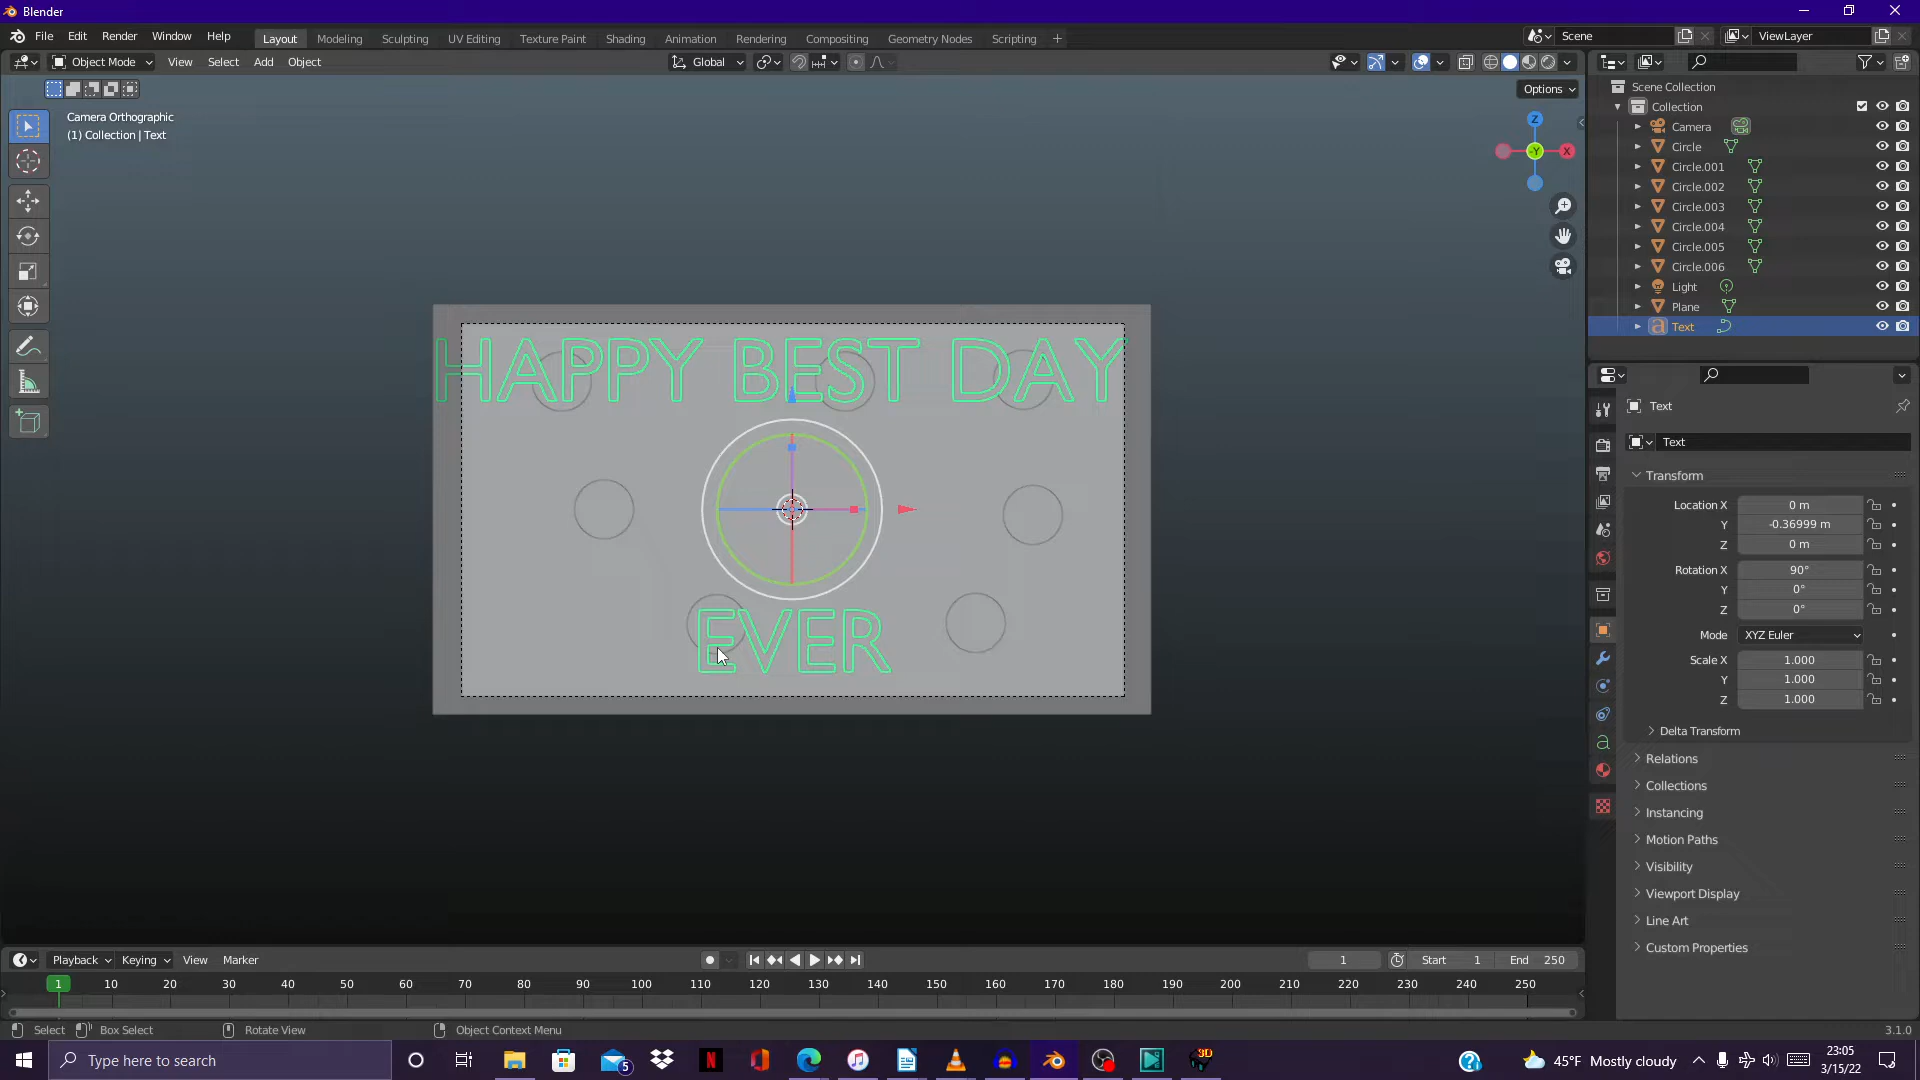 Blender
File Edit Render Window Help Layout Modeling Sculpting UV Editing Texture Paint Shading Animation Rendering Compositing Geometry Nodes Scripting + Scene ViewLayer
Object Mode View Select Add Object Global
Options
Camera Orthographic
(1) Collection | Text
Z
-Y X
Scene Collection
Collection
Camera
Circle
Circle.001
Circle.002
Circle.003
Circle.004
Circle.005
Circle.006
Light
Plane
Text
HAPPY BEST DAY
EVER
Text
Text
Transform
Location X 0 m
Y -0.36999 m
Z 0 m
Rotation X 90°
Y 0°
Z 0°
Mode XYZ Euler
Scale X 1.000
Y 1.000
Z 1.000
Delta Transform
Relations
Collections
Instancing
Motion Paths
Visibility
Viewport Display
Line Art
Custom Properties
Playback Keying View Marker 1 Start 1 End 250
1 10 20 30 40 50 60 70 80 90 100 110 120 130 140 150 160 170 180 190 200 210 220 230 240 250
Select Box Select Rotate View Object Context Menu 3.1.0
Type here to search 5 3D 45°F Mostly cloudy 23:05
3/15/22